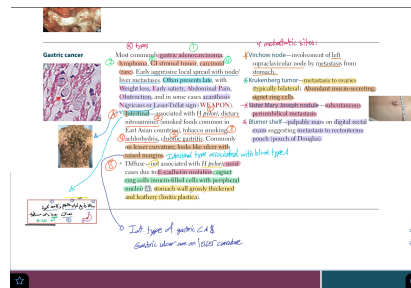 ④ types
①
4 metastatic sites:
Gastric cancer
Most commonly gastric adenocarcinoma,
② lymphoma, GI stromal tumor, carcinoid ④
(rare). Early aggressive local spread with node/
liver metastases. Often presents late, with
Weight loss, Early satiety, Abdominal Pain,
Obstruction, and in some cases acanthosis
Nigricans or Leser-Trélat sign (WEAPON).
Intestinal—associated with H pylori, dietary
nitrosamines (smoked foods common in
East Asian countries), tobacco smoking,
achlorhydria, chronic gastritis. Commonly
on lesser curvature; looks like ulcer with
raised margins. Intestinal type associated with blood type A
Diffuse—not associated with H pylori; most
cases due to E-cadherin mutation; signet
ring cells (mucin-filled cells with peripheral
nuclei) stomach wall grossly thickened
and leathery (linitis plastica).
Virchow node—involvement of left
supraclavicular node by metastasis from
stomach.
Krukenberg tumor—metastasis to ovaries
(typically bilateral). Abundant mucin-secreting,
signet ring cells.
Sister Mary Joseph nodule—subcutaneous
periumbilical metastasis.
Blumer shelf—palpable mass on digital rectal
exam suggesting metastasis to rectouterine
pouch (pouch of Douglas).
Int type of gastric CA &
Gastric ulcer are on lesser curvature